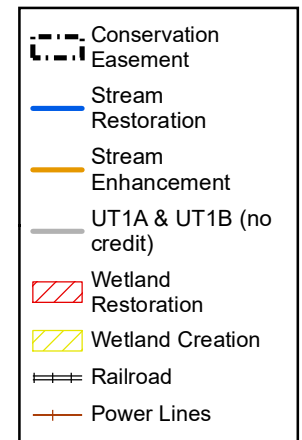 Conservation
Easement
Stream
Restoration
Stream
Enhancement
UT1A & UT1B (no
credit)
Wetland
Restoration
Wetland Creation
Railroad
Power Lines